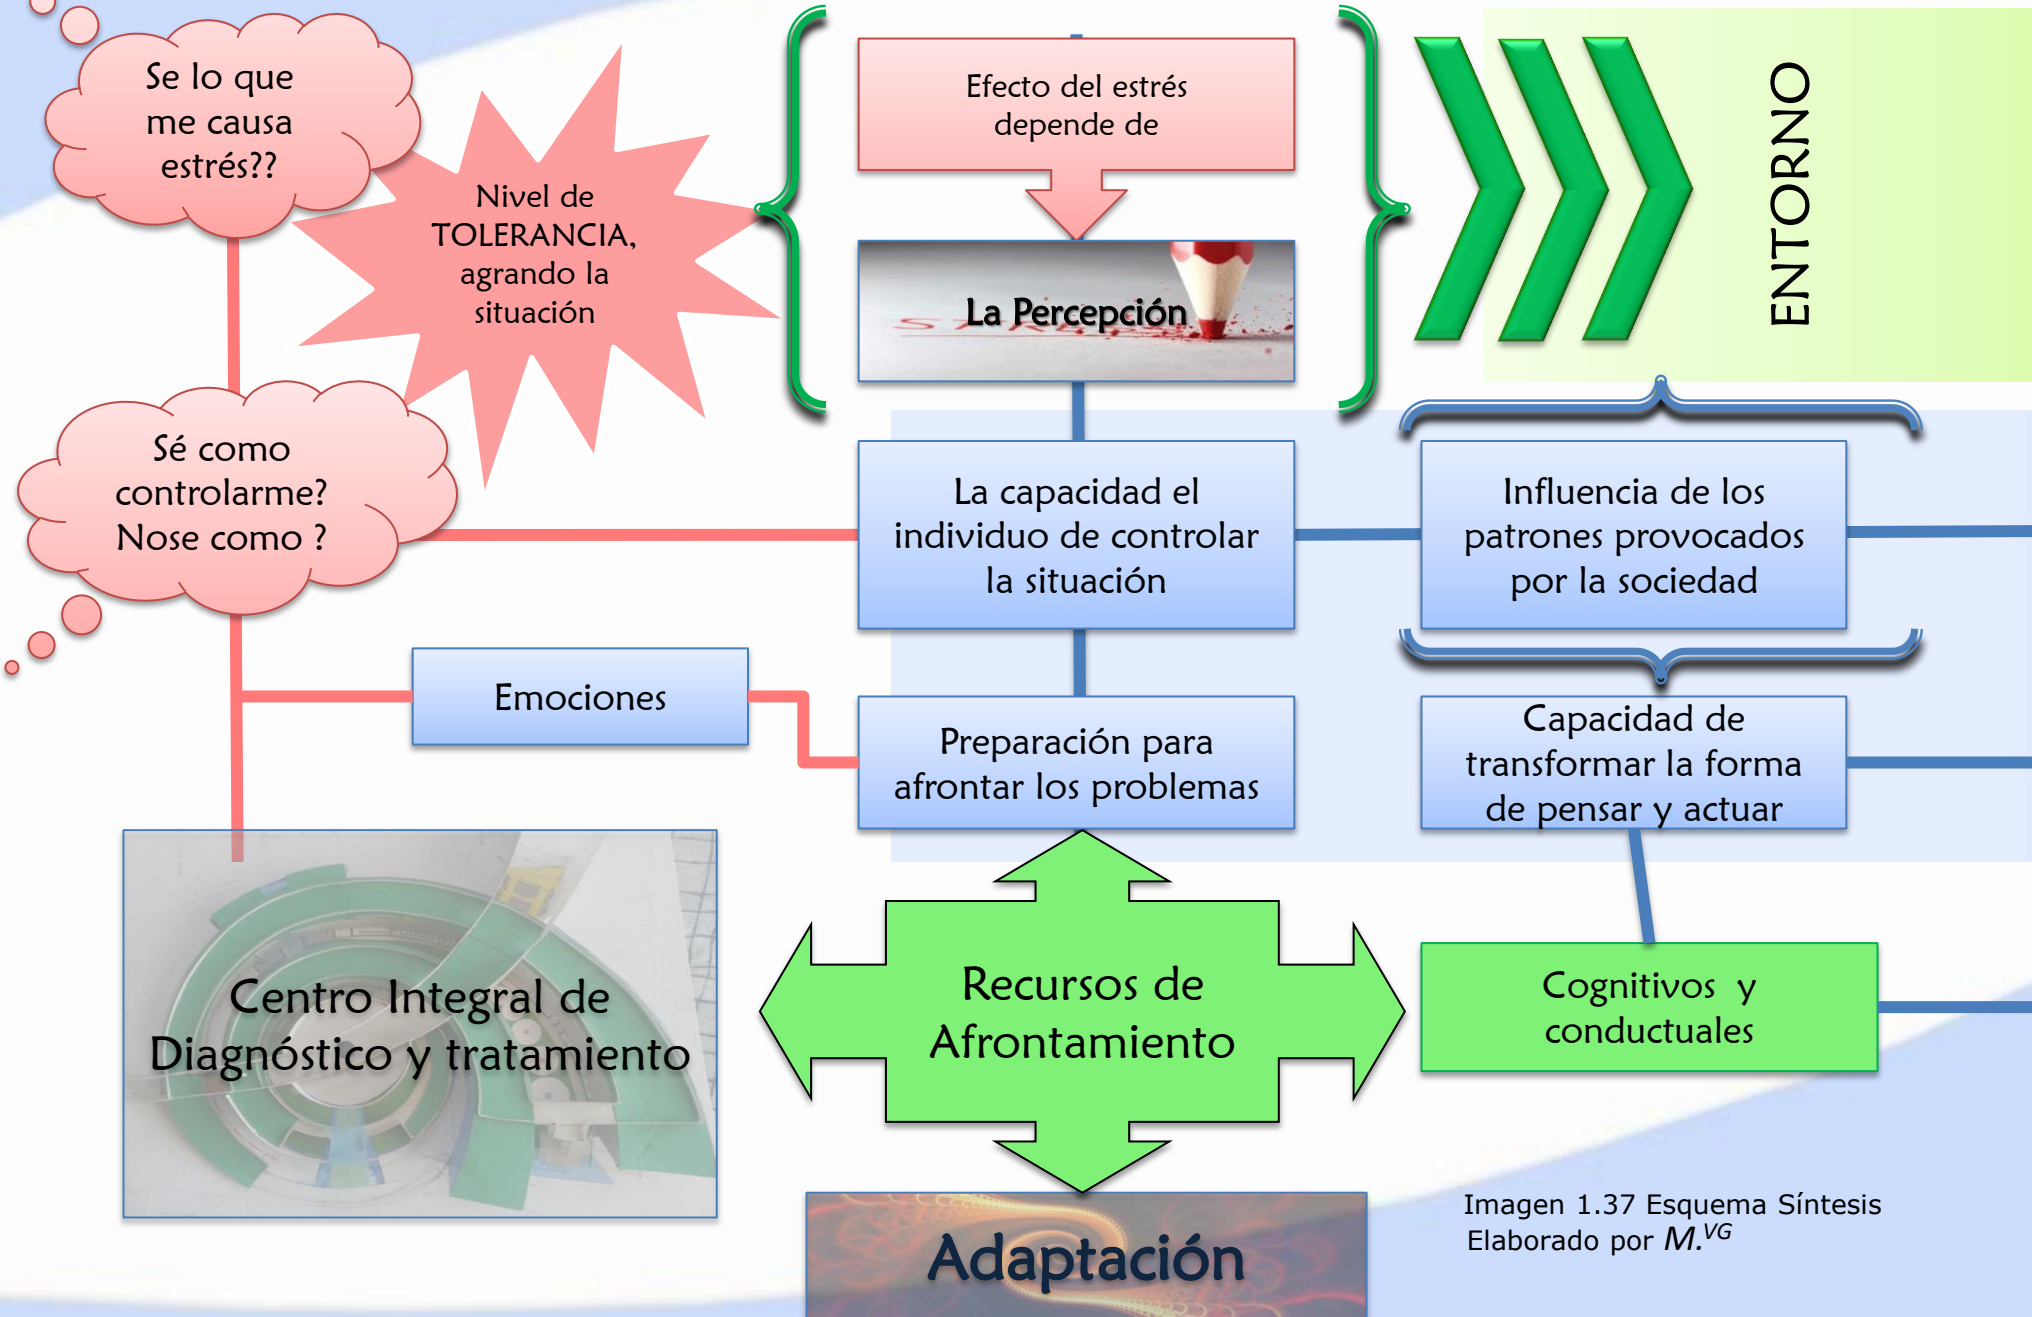 Se lo que
me causa
estrés??
Nivel de
TOLERANCIA,
agrando la
situación
Efecto del estrés
depende de
La Percepción
ENTORNO
Sé como
controlarme?
Nose como ?
La capacidad el
individuo de controlar
la situación
Influencia de los
patrones provocados
por la sociedad
Emociones
Preparación para
afrontar los problemas
Capacidad de
transformar la forma
de pensar y actuar
Centro Integral de
Diagnóstico y tratamiento
Recursos de
Afrontamiento
Cognitivos y
conductuales
Adaptación
Imagen 1.37 Esquema Síntesis
Elaborado por M.VG